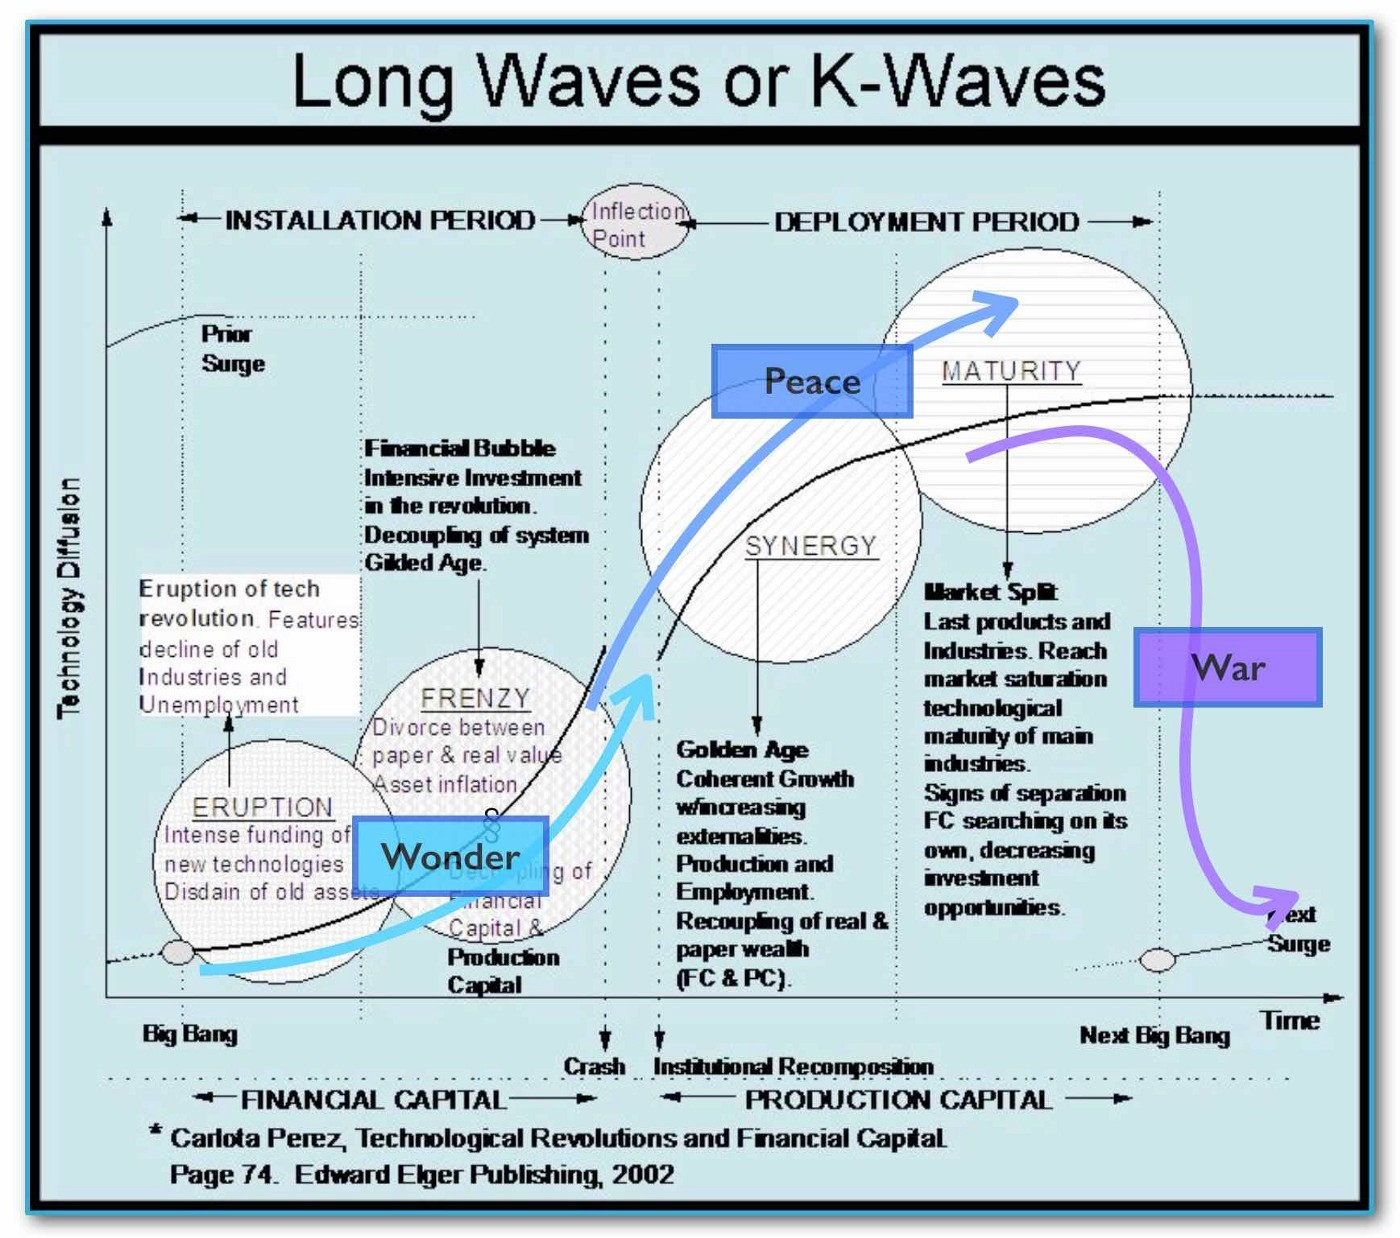 Long Waves or K-Waves
INSTALLATION PERIOD
Inflection
Point
DEPLOYMENT PERIOD
Prior
Surge
Peace
MATURITY
Technology Diffusion
Financial Bubble
Intensive Investment
in the revolution.
Decoupling of system
Gilded Age.
SYNERGY
Eruption of tech
revolution. Features
decline of old
Industries and
Unemployment
Market Split
Last products and
Industries. Reach
market saturation
technological
maturity of main
industries.
Signs of separation
FC searching on its
own, decreasing
investment
opportunities.
War
FRENZY
Divorce between
paper & real value
Asset inflation
§
Decoupling of
Financial
Capital &
Production
Capital
Golden Age
Coherent Growth
w/increasing
externalities.
Production and
Employment.
Recoupling of real &
paper wealth
(FC & PC).
ERUPTION
Intense funding of
new technologies
Disdain of old assets
Wonder
Next
Surge
Big Bang
Next Big Bang
Time
Crash
Institutional Recomposition
FINANCIAL CAPITAL
PRODUCTION CAPITAL
* Carlota Perez, Technological Revolutions and Financial Capital.
Page 74. Edward Elger Publishing, 2002